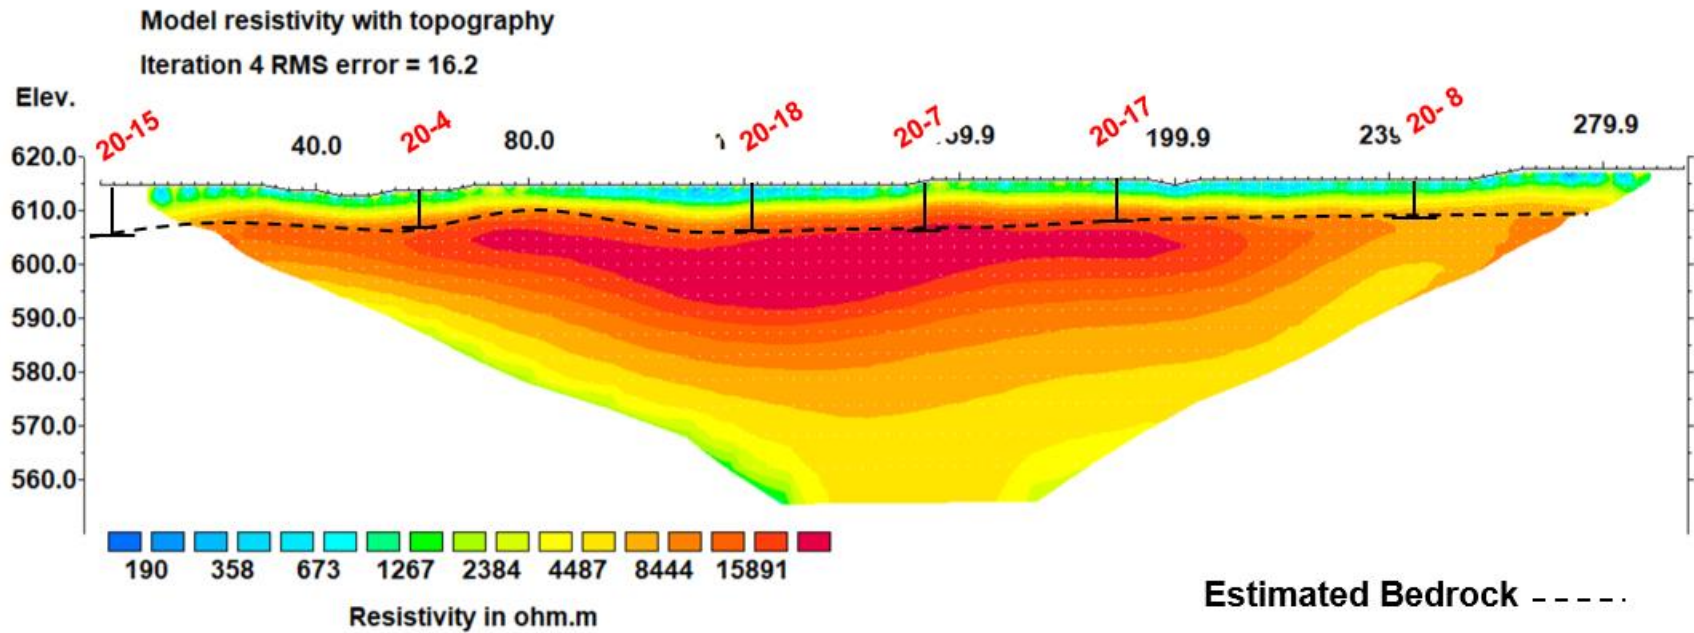 Model resistivity with topography
Iteration 4 RMS error = 16.2
Elev.
20-15 20-4 20-18 20-7 20-17 20- 8
40.0 80.0 199.9 279.9
620.0
610.0
600.0
590.0
580.0
570.0
560.0
190 358 673 1267 2384 4487 8444 15891
Resistivity in ohm.m
Estimated Bedrock